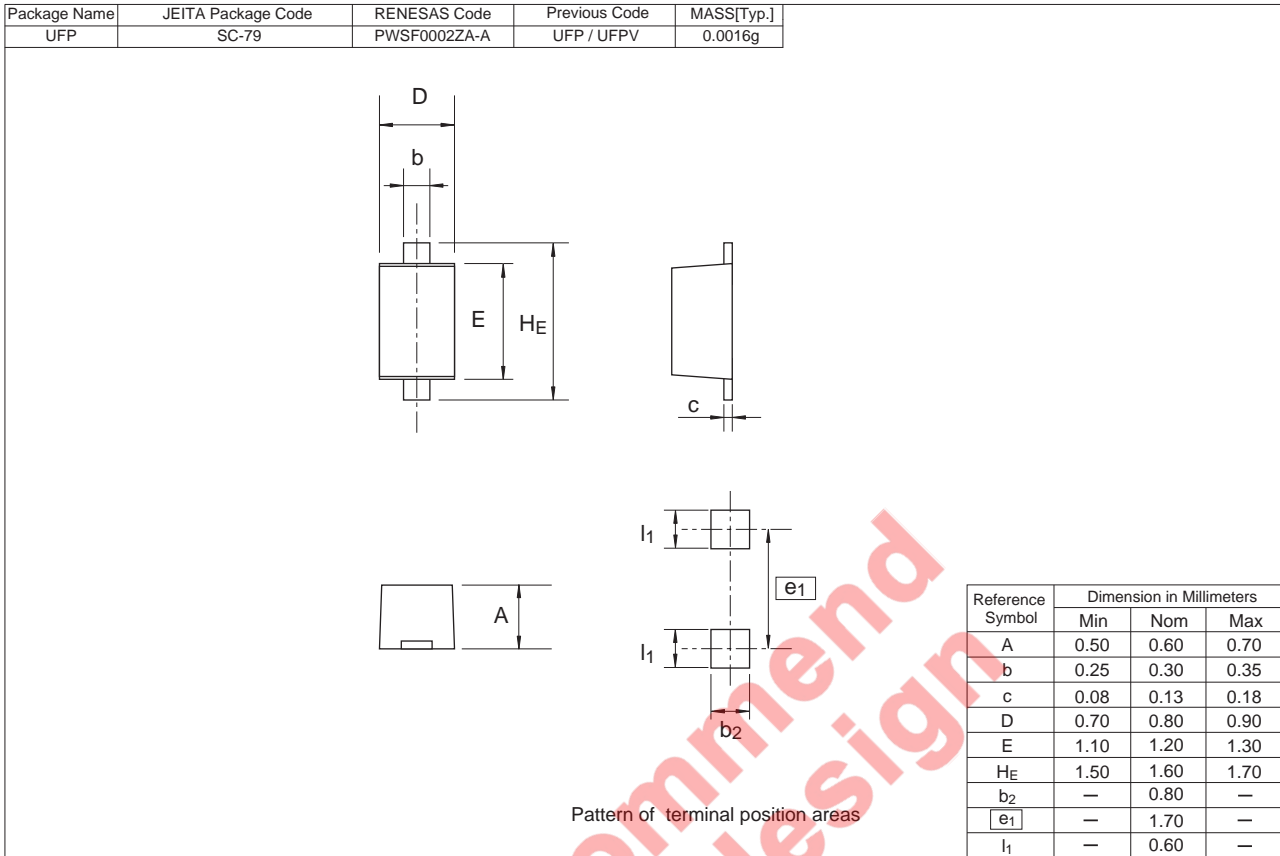 Package Name JEITA Package Code RENESAS Code Previous Code MASS[Typ.]
UFP SC-79 PWSF0002ZA-A UFP / UFPV 0.0016g
D
b
E
HE
c
l1
e1
A
l1
b2
Pattern of terminal position areas
Reference Symbol Dimension in Millimeters
Min Nom Max
A 0.50 0.60 0.70
b 0.25 0.30 0.35
c 0.08 0.13 0.18
D 0.70 0.80 0.90
E 1.10 1.20 1.30
HE 1.50 1.60 1.70
b2 — 0.80 —
e1 — 1.70 —
l1 — 0.60 —
design